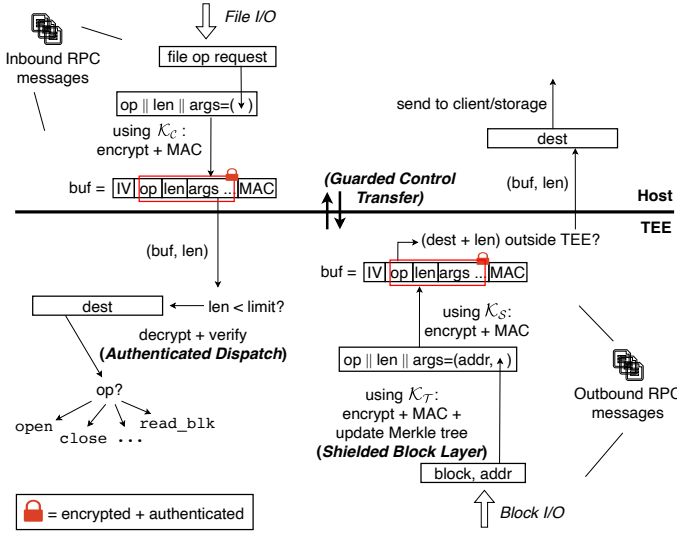 File I/O
Inbound RPC
messages
file op request
op || len || args=( )
using 𝒦_C :
encrypt + MAC
buf = IV op len args ... MAC
(Guarded Control
Transfer)
send to client/storage
dest
(buf, len)
Host
TEE
(buf, len)
dest
len < limit?
decrypt + verify
(Authenticated Dispatch)
op?
open
close ...
read_blk
(dest + len) outside TEE?
buf = IV op len args ... MAC
using 𝒦_S:
encrypt + MAC
op || len || args=(addr, )
using 𝒦_T:
encrypt + MAC +
update Merkle tree
(Shielded Block Layer)
block, addr
Block I/O
Outbound RPC
messages
= encrypted + authenticated